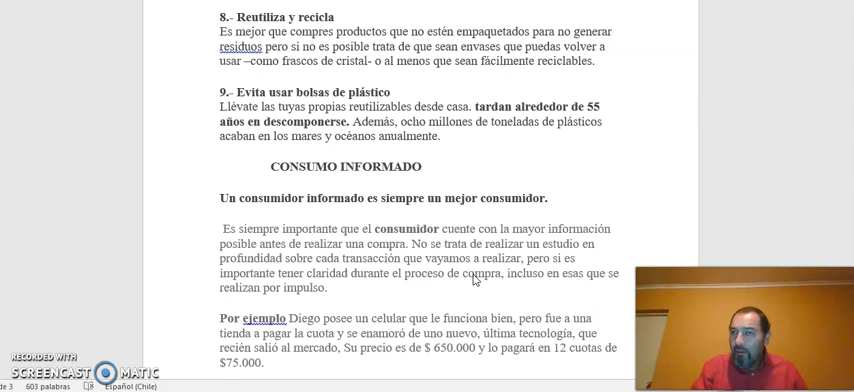 8.- Reutiliza y recicla
Es mejor que compres productos que no estén empaquetados para no generar
residuos pero si no es posible trata de que sean envases que puedas volver a
usar –como frascos de cristal- o al menos que sean fácilmente reciclables.
9.- Evita usar bolsas de plástico
Llévate las tuyas propias reutilizables desde casa. tardan alrededor de 55
años en descomponerse. Además, ocho millones de toneladas de plásticos
acaban en los mares y océanos anualmente.
CONSUMO INFORMADO
Un consumidor informado es siempre un mejor consumidor.
Es siempre importante que el consumidor cuente con la mayor información
posible antes de realizar una compra. No se trata de realizar un estudio en
profundidad sobre cada transacción que vayamos a realizar, pero si es
importante tener claridad durante el proceso de compra, incluso en esas que se
realizan por impulso.
Por ejemplo Diego posee un celular que le funciona bien, pero fue a una
tienda a pagar la cuota y se enamoró de uno nuevo, última tecnología, que
recién salió al mercado, Su precio es de $ 650.000 y lo pagará en 12 cuotas de
$75.000.
RECORDED WITH
SCREENCAST MATIC
de 3 603 palabras Español (Chile)